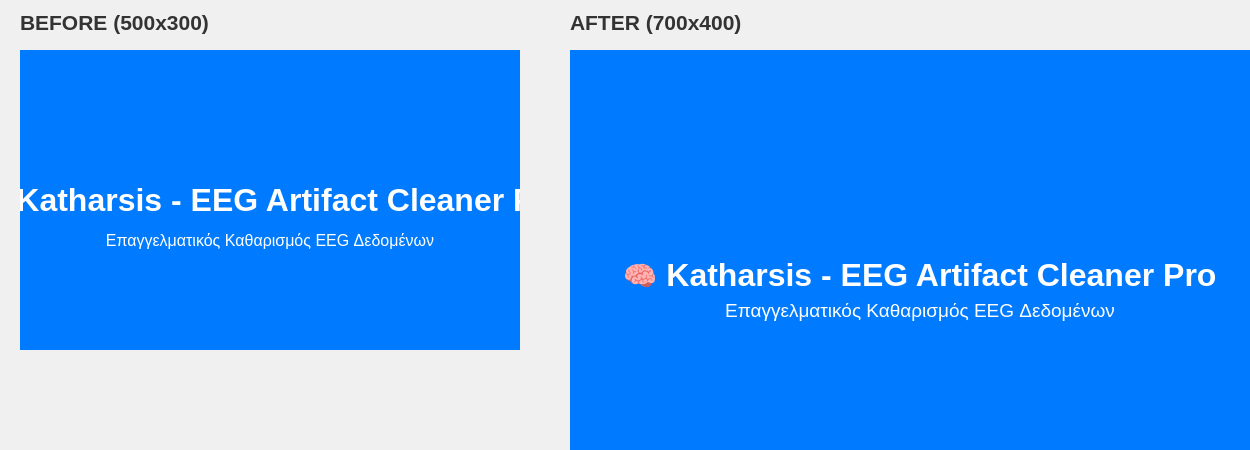 BEFORE (500x300)
Katharsis - EEG Artifact Cleaner
Επαγγελματικός Καθαρισμός EEG Δεδομένων
AFTER (700x400)
🧠 Katharsis - EEG Artifact Cleaner Pro
Επαγγελματικός Καθαρισμός EEG Δεδομένων